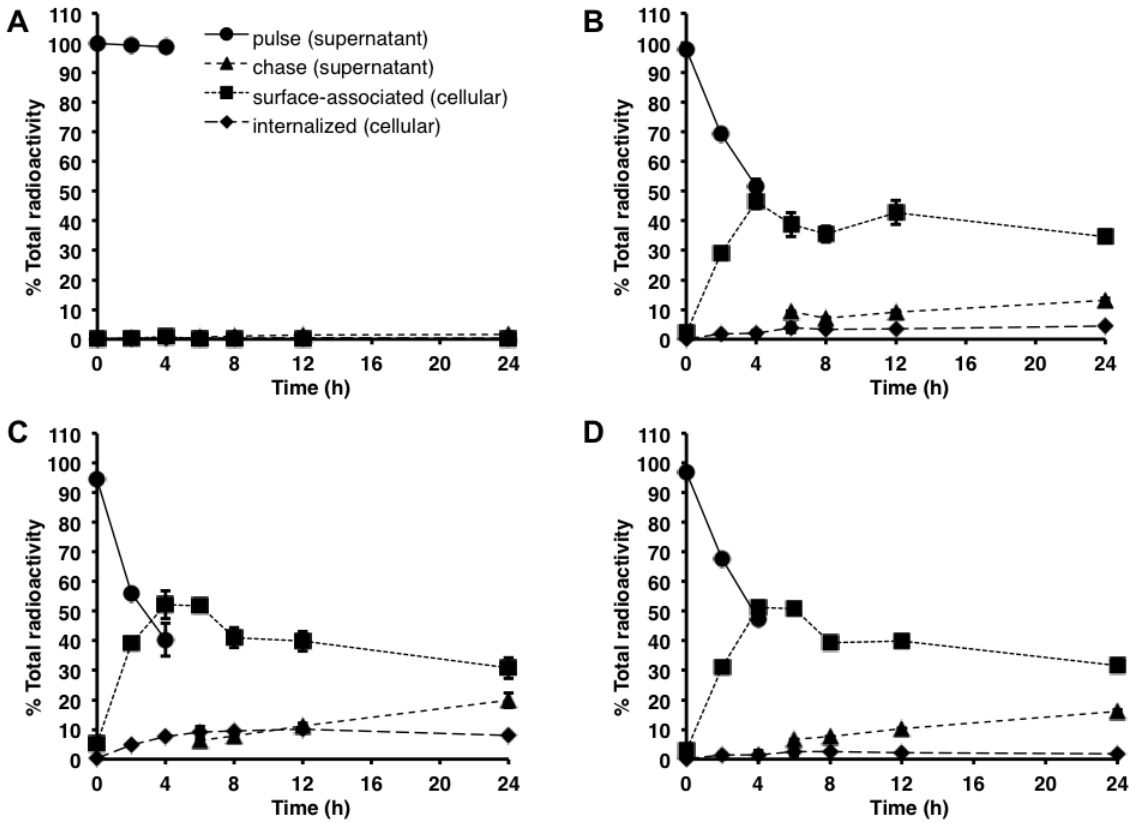 A
110
100
90
80
70
60
50
40
30
20
10
0
% Total radioactivity
0 4 8 12 16 20 24
Time (h)
pulse (supernatant)
chase (supernatant)
surface-associated (cellular)
internalized (cellular)
B
110
100
90
80
70
60
50
40
30
20
10
0
% Total radioactivity
0 4 8 12 16 20 24
Time (h)
C
110
100
90
80
70
60
50
40
30
20
10
0
% Total radioactivity
0 4 8 12 16 20 24
Time (h)
D
110
100
90
80
70
60
50
40
30
20
10
0
% Total radioactivity
0 4 8 12 16 20 24
Time (h)